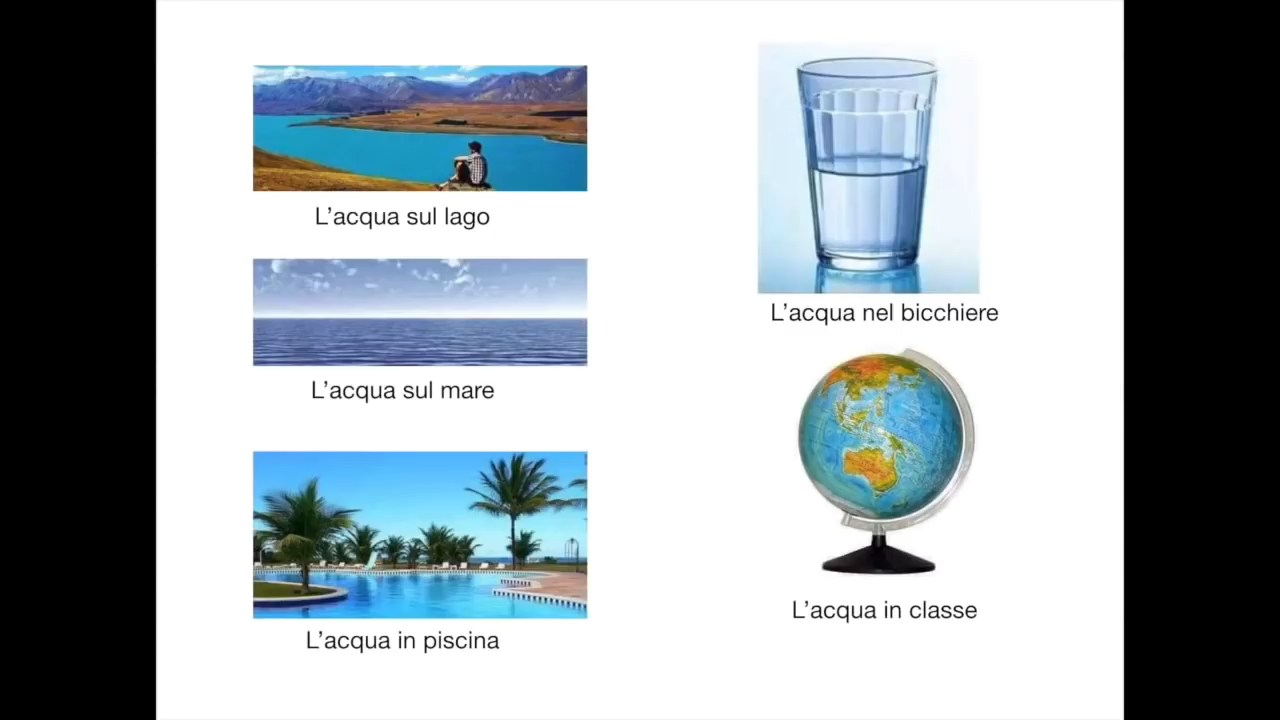 L’acqua sul lago
L’acqua sul mare
L’acqua in piscina
L’acqua nel bicchiere
L’acqua in classe